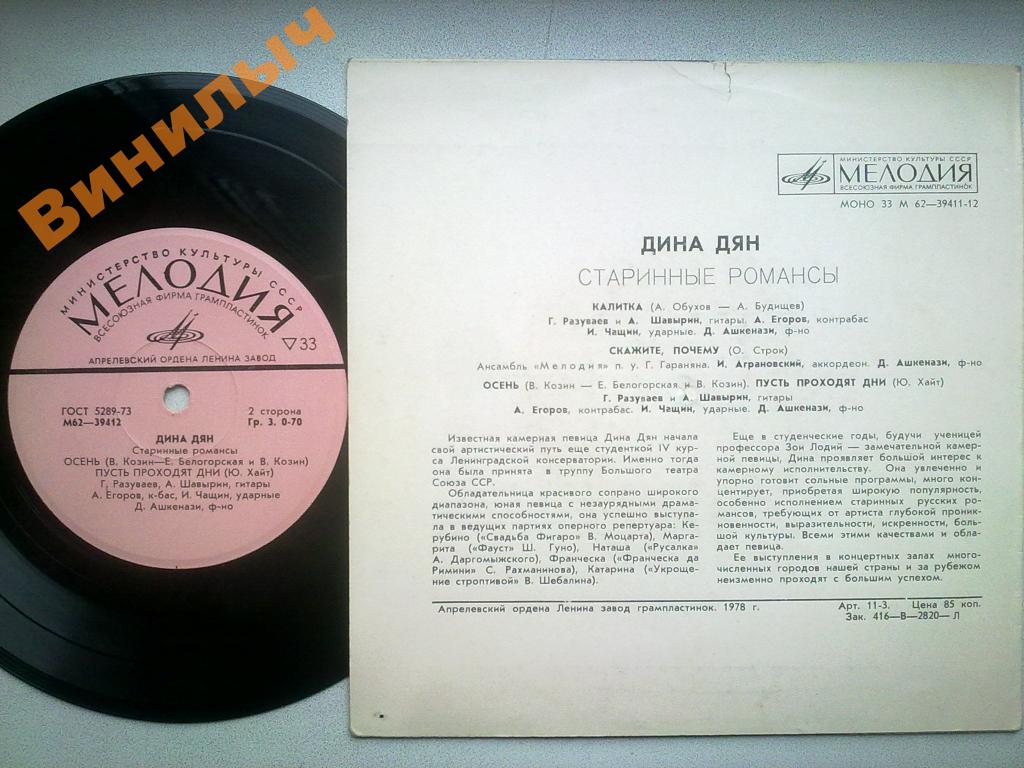 Винилыч
МИНИСТЕРСТВО КУЛЬТУРЫ СССР
МЕЛОДИЯ
ВСЕСОЮЗНАЯ ФИРМА ГРАМПЛАСТИНОК
▽33
АПРЕЛЕВСКИЙ ОРДЕНА ЛЕНИНА ЗАВОД
ГОСТ 5289-73
М62—39412
2 сторона
Гр. 3. 0-70
ДИНА ДЯН
Старинные романсы
ОСЕНЬ (В. Козин—Е. Белогорская и В. Козин)
ПУСТЬ ПРОХОДЯТ ДНИ (Ю. Хайт)
Г. Разуваев, А. Шавырин, гитары
А. Егоров, к-бас, И. Чащин, ударные
Д. Ашкенази, ф-но
МИНИСТЕРСТВО КУЛЬТУРЫ СССР
МЕЛОДИЯ
ВСЕСОЮЗНАЯ ФИРМА ГРАМПЛАСТИНОК
МОНО 33 М 62—39411-12
ДИНА ДЯН
СТАРИННЫЕ РОМАНСЫ
КАЛИТКА (А. Обухов — А. Будищев)
Г. Разуваев и А. Шавырин, гитары. А. Егоров, контрабас
И. Чащин, ударные. Д. Ашкенази, ф-но
СКАЖИТЕ, ПОЧЕМУ (О. Строк)
Ансамбль «Мелодия» п. у. Г. Гараняна. И. Аграновский, аккордеон. Д. Ашкенази, ф-но
ОСЕНЬ (В. Козин — Е. Белогорская и В. Козин). ПУСТЬ ПРОХОДЯТ ДНИ (Ю. Хайт)
Г. Разуваев и А. Шавырин, гитары
А. Егоров, контрабас. И. Чащин, ударные. Д. Ашкенази, ф-но
Известная камерная певица Дина Дян начала
свой артистический путь еще студенткой IV кур-
са Ленинградской консерватории. Именно тогда
она была принята в труппу Большого театра
Союза ССР.
Обладательница красивого сопрано широкого
диапазона, юная певица с незаурядными драма-
тическими способностями, она успешно выступа-
ла в ведущих партиях оперного репертуара: Ке-
рубино («Свадьба Фигаро» В. Моцарта), Марга-
рита («Фауст» Ш. Гуно), Наташа («Русалка»
А. Даргомыжского), Франческа («Франческа да
Римини» С. Рахманинова), Катарина («Укроще-
ние строптивой» В. Шебалина).
Еще в студенческие годы, будучи ученицей
профессора Зои Лодий — замечательной камер-
ной певицы, Дина проявляет большой интерес к
камерному исполнительству. Она увлеченно и
упорно готовит сольные программы, много кон-
цертирует, приобретая широкую популярность,
особенно исполнением старинных русских ро-
мансов, требующих от артиста глубокой проник-
новенности, выразительности, искренности, боль-
шой культуры. Всеми этими качествами и обла-
дает певица.
Ее выступления в концертных залах много-
численных городов нашей страны и за рубежом
неизменно проходят с большим успехом.
Апрелевский ордена Ленина завод грампластинок. 1978 г.
Арт. 11-3. Цена 85 коп.
Зак. 416—В—2820— Л